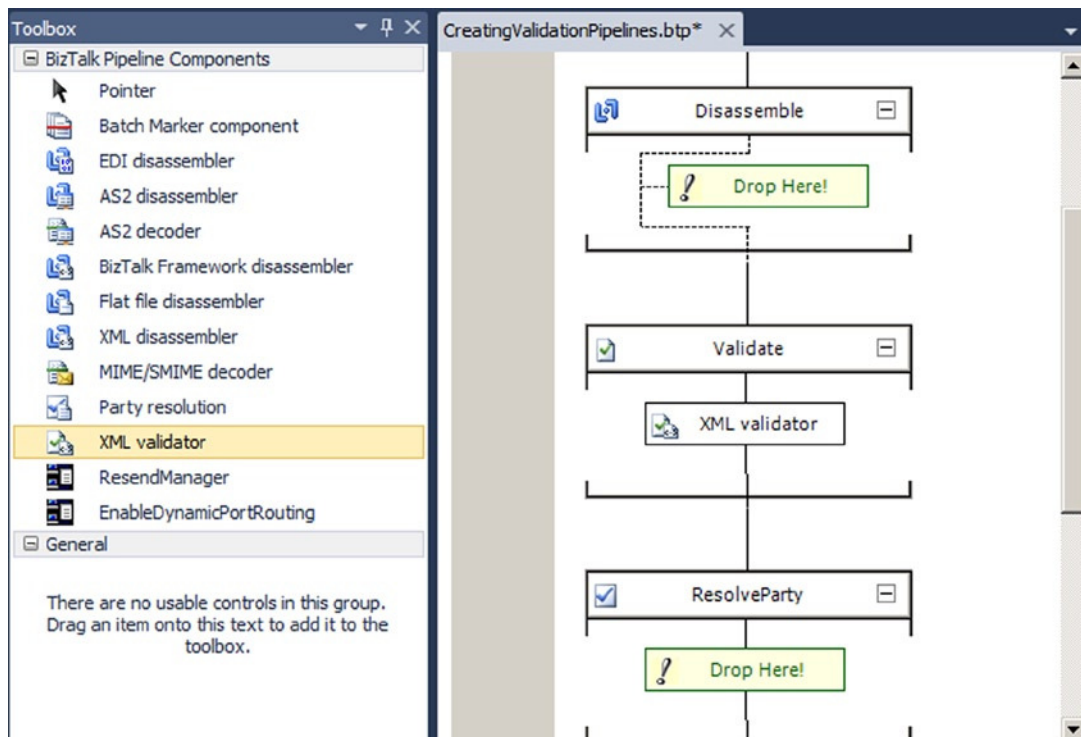 Toolbox
BizTalk Pipeline Components
Pointer
Batch Marker component
EDI disassembler
AS2 disassembler
AS2 decoder
BizTalk Framework disassembler
Flat file disassembler
XML disassembler
MIME/SMIME decoder
Party resolution
XML validator
ResendManager
EnableDynamicPortRouting
General
There are no usable controls in this group.
Drag an item onto this text to add it to the
toolbox.
CreatingValidationPipelines.btp*
Disassemble
Drop Here!
Validate
XML validator
ResolveParty
Drop Here!